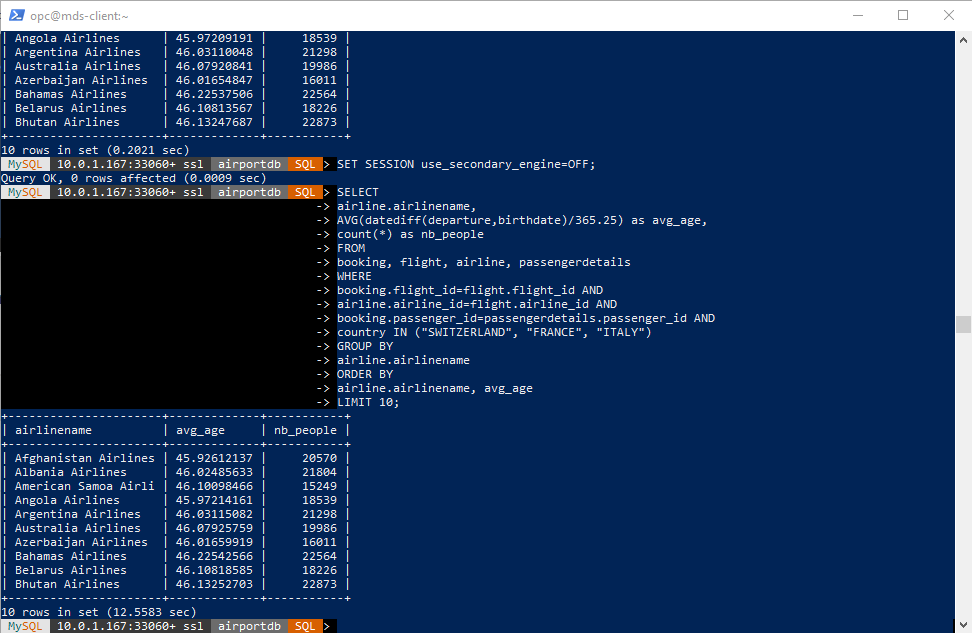 opc@mds-client:~
| Angola Airlines      | 45.97209191 |     18539 |
| Argentina Airlines   | 46.03110048 |     21298 |
| Australia Airlines   | 46.07920841 |     19986 |
| Azerbaijan Airlines  | 46.01654847 |     16011 |
| Bahamas Airlines     | 46.22537506 |     22564 |
| Belarus Airlines     | 46.10813567 |     18226 |
| Bhutan Airlines      | 46.13247687 |     22873 |
+----------------------+-------------+-----------+
10 rows in set (0.2021 sec)
MySQL 10.0.1.167:33060+ ssl airportdb SQL > SET SESSION use_secondary_engine=OFF;
Query OK, 0 rows affected (0.0009 sec)
MySQL 10.0.1.167:33060+ ssl airportdb SQL > SELECT
-> airline.airlinename,
-> AVG(datediff(departure,birthdate)/365.25) as avg_age,
-> count(*) as nb_people
-> FROM
-> booking, flight, airline, passengerdetails
-> WHERE
-> booking.flight_id=flight.flight_id AND
-> airline.airline_id=flight.airline_id AND
-> booking.passenger_id=passengerdetails.passenger_id AND
-> country IN ("SWITZERLAND", "FRANCE", "ITALY")
-> GROUP BY
-> airline.airlinename
-> ORDER BY
-> airline.airlinename, avg_age
-> LIMIT 10;
+----------------------+-------------+-----------+
| airlinename          | avg_age     | nb_people |
+----------------------+-------------+-----------+
| Afghanistan Airlines | 45.92612137 |     20570 |
| Albania Airlines     | 46.02485633 |     21804 |
| American Samoa Airli | 46.10098466 |     15249 |
| Angola Airlines      | 45.97214161 |     18539 |
| Argentina Airlines   | 46.03115082 |     21298 |
| Australia Airlines   | 46.07925759 |     19986 |
| Azerbaijan Airlines  | 46.01659919 |     16011 |
| Bahamas Airlines     | 46.22542566 |     22564 |
| Belarus Airlines     | 46.10818585 |     18226 |
| Bhutan Airlines      | 46.13252703 |     22873 |
+----------------------+-------------+-----------+
10 rows in set (12.5583 sec)
MySQL 10.0.1.167:33060+ ssl airportdb SQL >